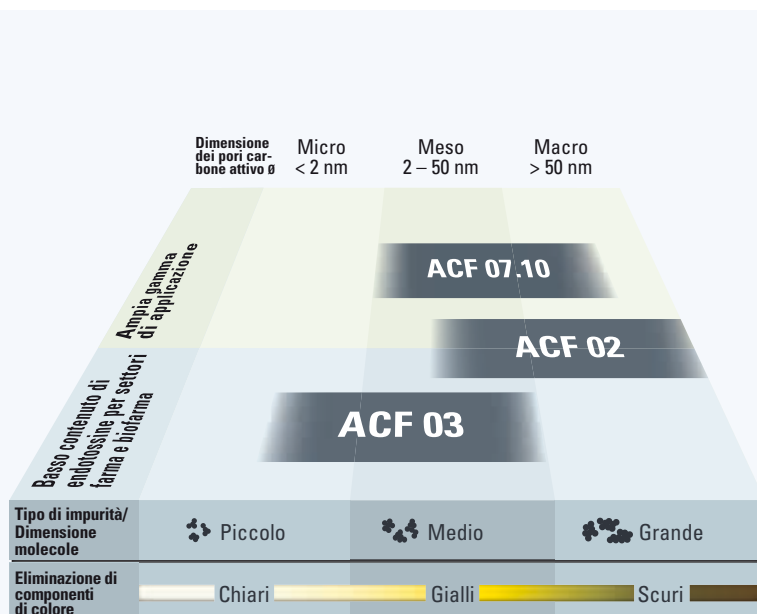 Dimensione
dei pori car-
bone attivo ø
Micro
< 2 nm
Meso
2 – 50 nm
Macro
> 50 nm
Ampia gamma
di applicazione
ACF 07.10
ACF 02
Basso contenuto di
endotossine per settori
farma e biofarma
ACF 03
Tipo di impurità/
Dimensione
molecole
Piccolo
Medio
Grande
Eliminazione di
componenti
di colore
Chiari
Gialli
Scuri